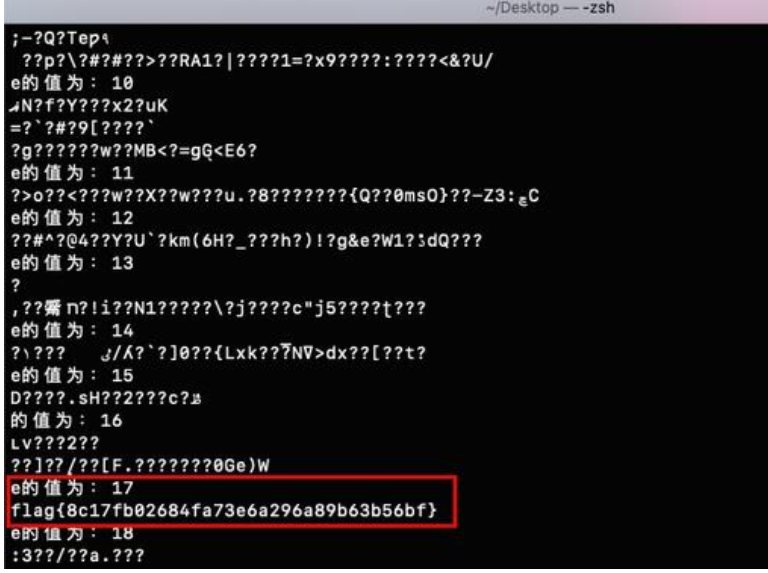 ~/Desktop — -zsh
;-?Q?Tep
??p?\?#?#??>??RA1?|????1=?x9????:????<&?U/
e的值为： 10
N?f?Y???x2?uK
=?`?#?9[????`
?g??????w??MB<?=gG<E6?
e的值为： 11
?>o??<???w??X??w???u.?8???????{Q??0msO}??-Z3:C
e的值为： 12
??#^?@4??Y?U`?km(6H?_???h?)!?g&e?W1?dQ???
e的值为： 13
?
,??n?!i??N1?????\?j????c"j5????t???
e的值为： 14
?\???  /?`?]0??{Lxk???N∇>dx??[??t?
e的值为： 15
D????.sH??2???c?
的值为： 16
LV???2??
??]??/??[F.???????0Ge)W
e的值为： 17
flag{8c17fb02684fa73e6a296a89b63b56bf}
e的值为： 18
:3??/??a.???